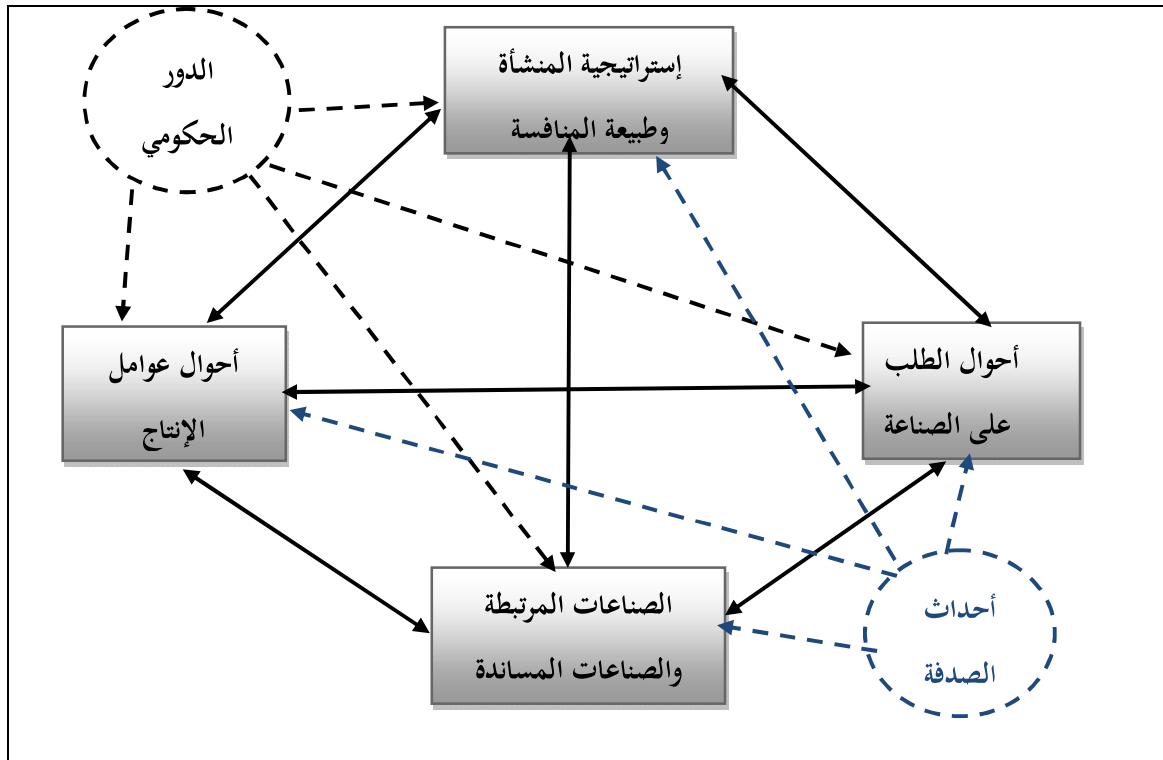 الدور
الحكومي
إستراتيجية المنشأة
وطبيعة المنافسة
أحوال عوامل
الإنتاج
أحوال الطلب
على الصناعة
الصناعات المرتبطة
والصناعات المساندة
أحداث
الصدفة